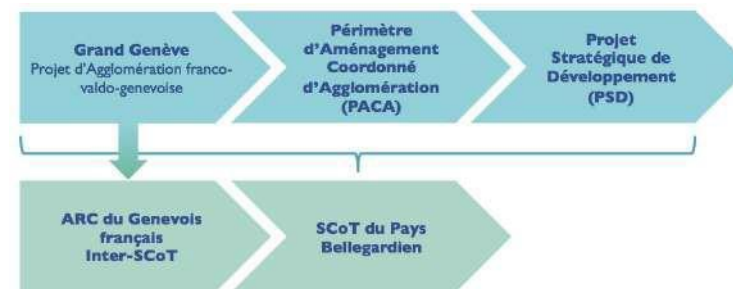 Grand Genève
Projet d'Agglomération franco-
valdo-genevoise
Périmètre
d'Aménagement
Coordonné
d'Agglomération
(PACA)
Projet
Stratégique de
Développement
(PSD)
ARC du Genevois
français
Inter-SCoT
SCoT du Pays
Bellegardien